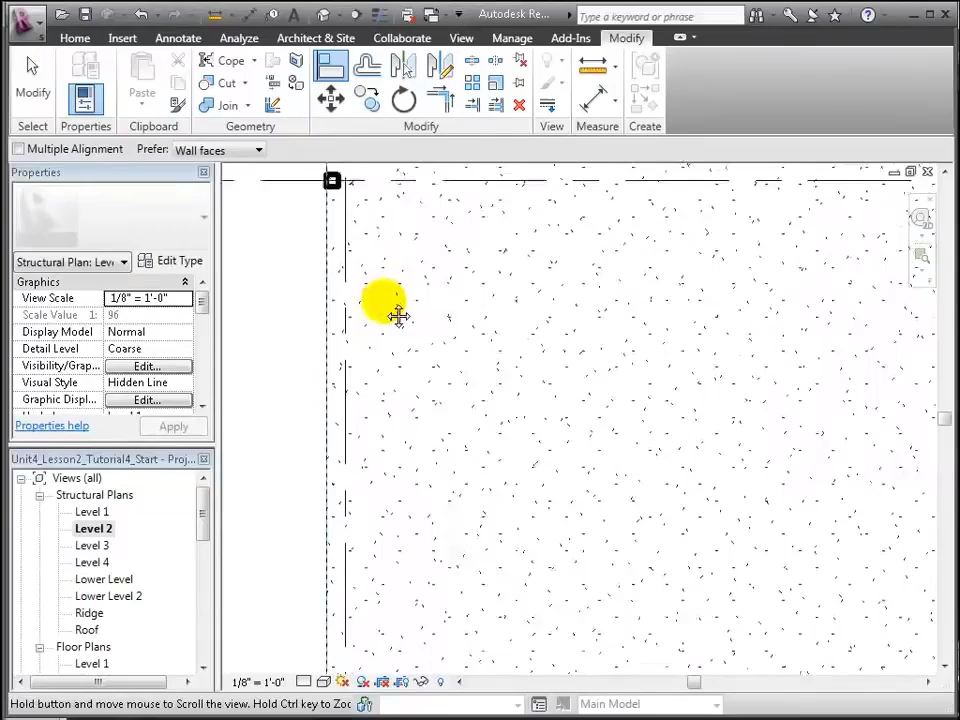 Autodesk Re...
Type a keyword or phrase
Home Insert Annotate Analyze Architect & Site Collaborate View Manage Add-Ins Modify
Modify
Paste
Cope
Cut
Join
Select Properties Clipboard Geometry Modify View Measure Create
Multiple Alignment Prefer: Wall faces
Properties
Structural Plan: Lev
Edit Type
Graphics
View Scale 1/8" = 1'-0"
Scale Value 1: 96
Display Model Normal
Detail Level Coarse
Visibility/Grap... Edit...
Visual Style Hidden Line
Graphic Displ... Edit...
Properties help Apply
Unit4_Lesson2_Tutorial4_Start - Proj...
Views (all)
Structural Plans
Level 1
Level 2
Level 3
Level 4
Lower Level
Lower Level 2
Ridge
Roof
Floor Plans
Level 1
1/8" = 1'-0"
Hold button and move mouse to Scroll the view. Hold Ctrl key to Zoo
Main Model
2D